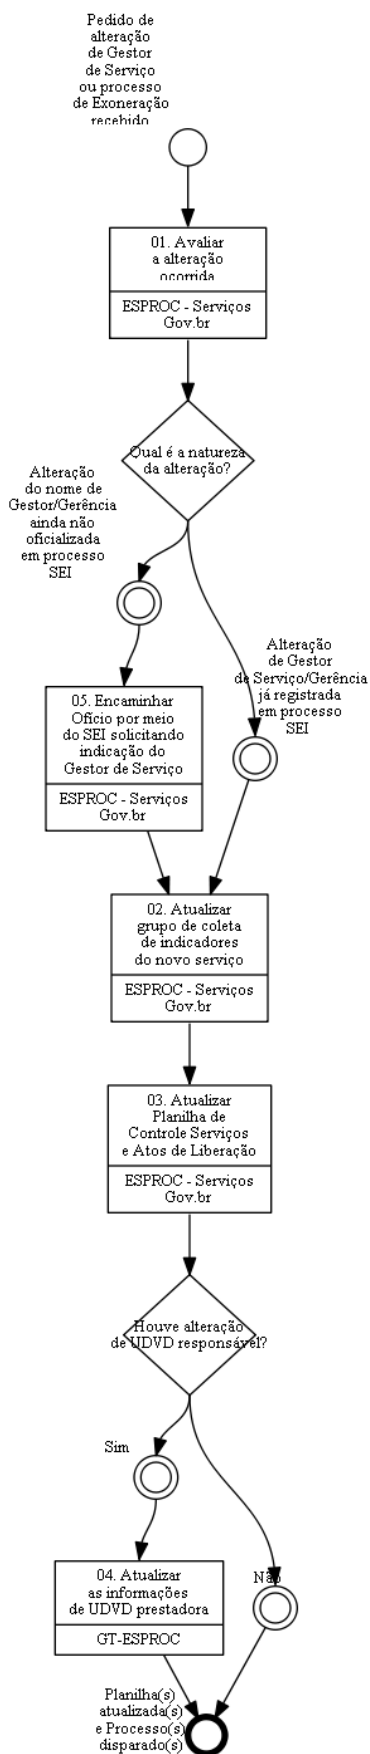 Pedido de
alteração
de Gestor
de Serviço
ou processo
de Exoneração
recebido
01. Avaliar
a alteração
ocorrida
ESPROC - Serviços
Gov.br
Qual é a natureza
da alteração?
Alteração
do nome de
Gestor/Gerência
ainda não
oficializada
em processo
SEI
Alteração
de Gestor
de Serviço/Gerência
já registrada
em processo
SEI
05. Encaminhar
Ofício por meio
do SEI solicitando
indicação do
Gestor de Serviço
ESPROC - Serviços
Gov.br
02. Atualizar
grupo de coleta
de indicadores
do novo serviço
ESPROC - Serviços
Gov.br
03. Atualizar
Planilha de
Controle Serviços
e Atos de Liberação
ESPROC - Serviços
Gov.br
Houve alteração
de UDVD responsável?
Sim
Não
04. Atualizar
as informações
de UDVD prestadora
GT-ESPROC
Planilha(s)
atualizada(s)
e Processo(s)
disparado(s)